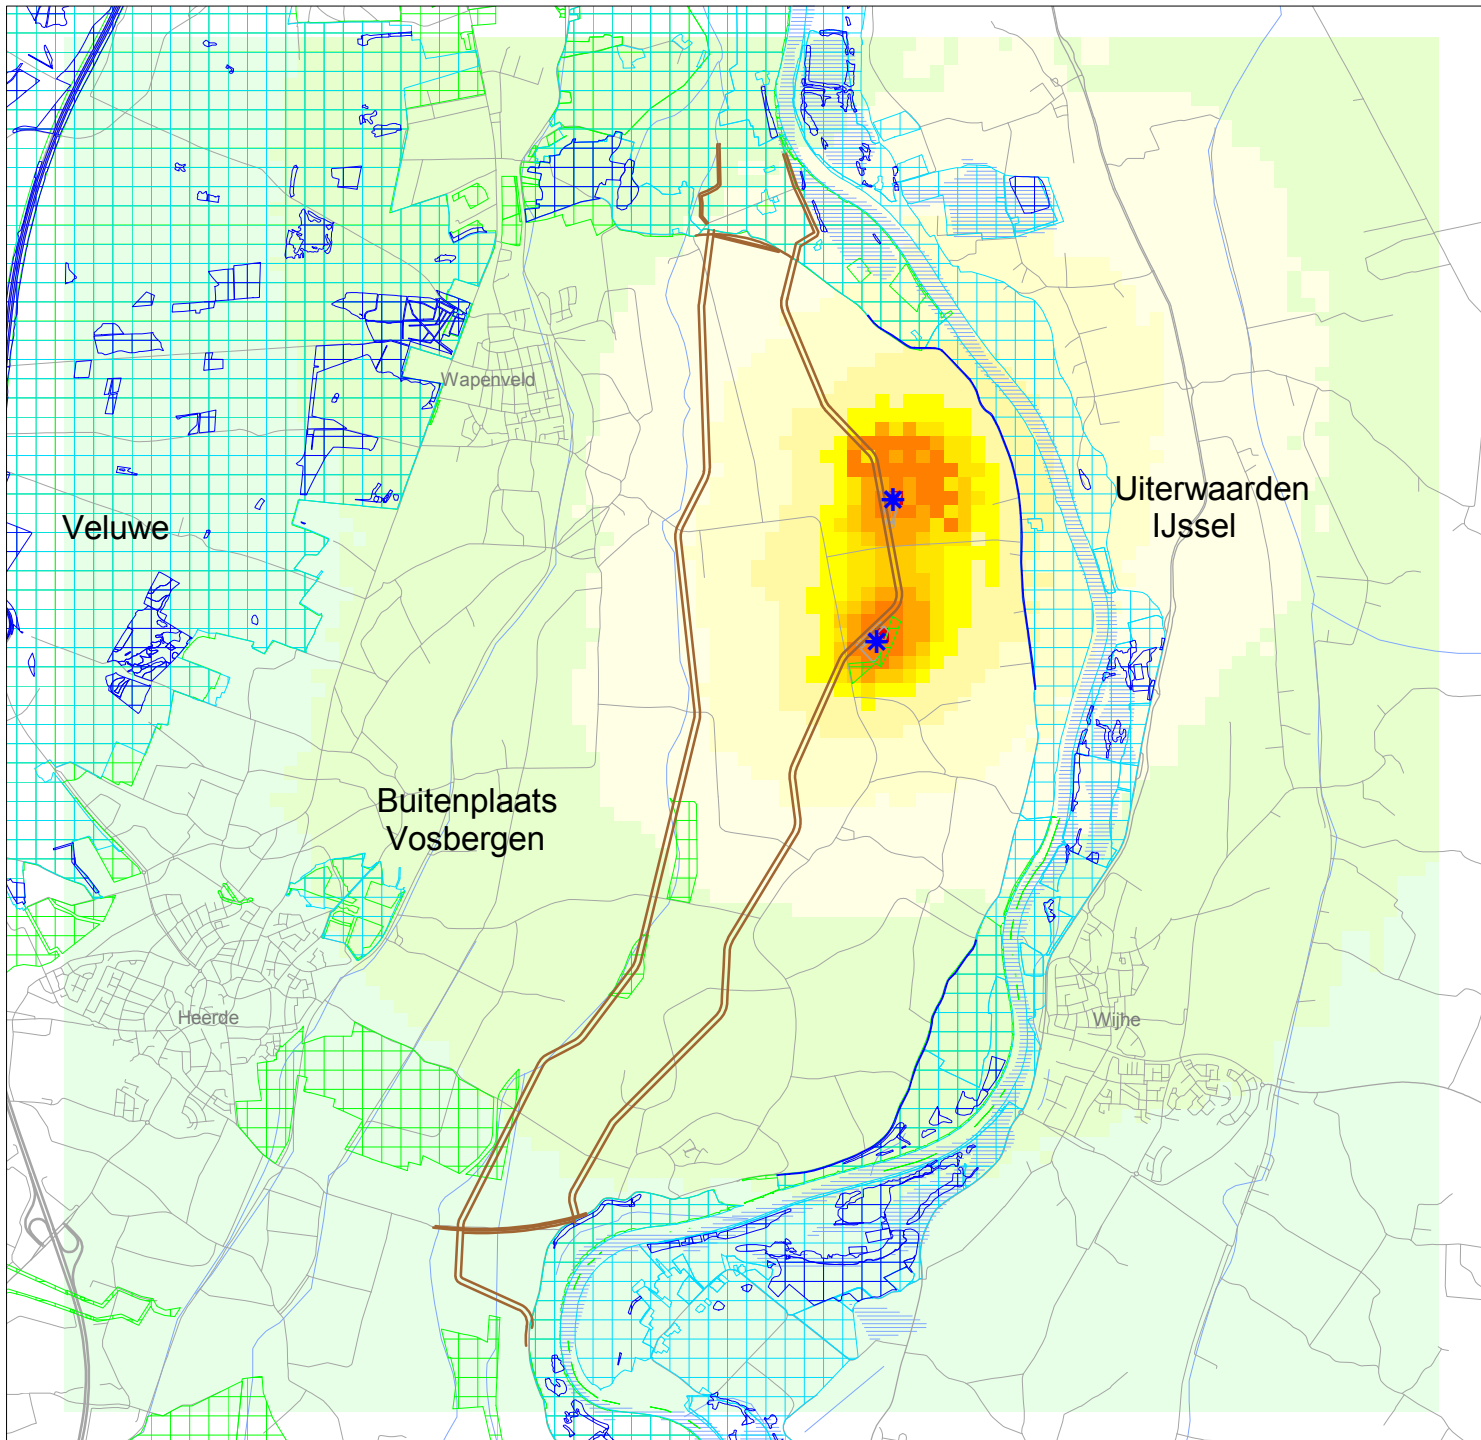 Wapenveld
Uiterwaarden
IJssel
Veluwe
Buitenplaats
Vosbergen
Heerde
Wijhe